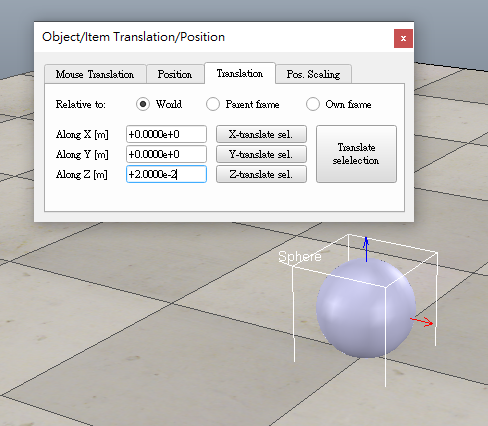 Object/Item Translation/Position
x
Mouse Translation Position Translation Pos. Scaling
Relative to: World Parent frame Own frame
Along X [m] +0.0000e+0 X-translate sel.
Along Y [m] +0.0000e+0 Y-translate sel.
Along Z [m] +2.0000e-2 Z-translate sel.
Translate
selelection
Sphere